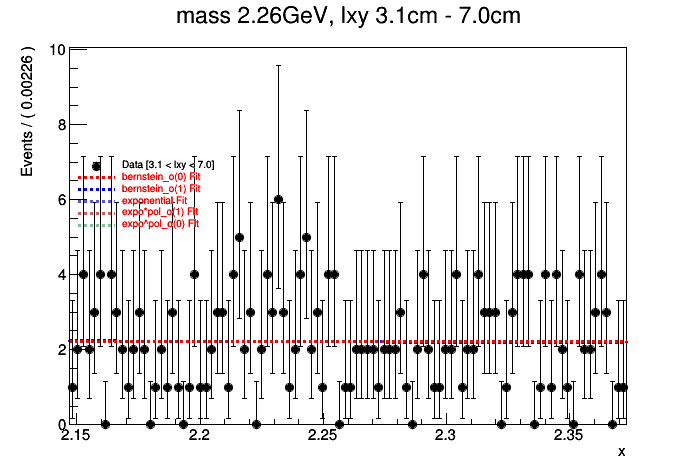 mass 2.26GeV, lxy 3.1cm - 7.0cm
Events / ( 0.00226 )
10
8
6
4
2
0
Data [3.1 < lxy < 7.0]
bernstein_o(0) Fit
bernstein_o(1) Fit
exponential Fit
expo*pol_o(1) Fit
expo^pol_o(0) Fit
2.15 2.2 2.25 2.3 2.35
x